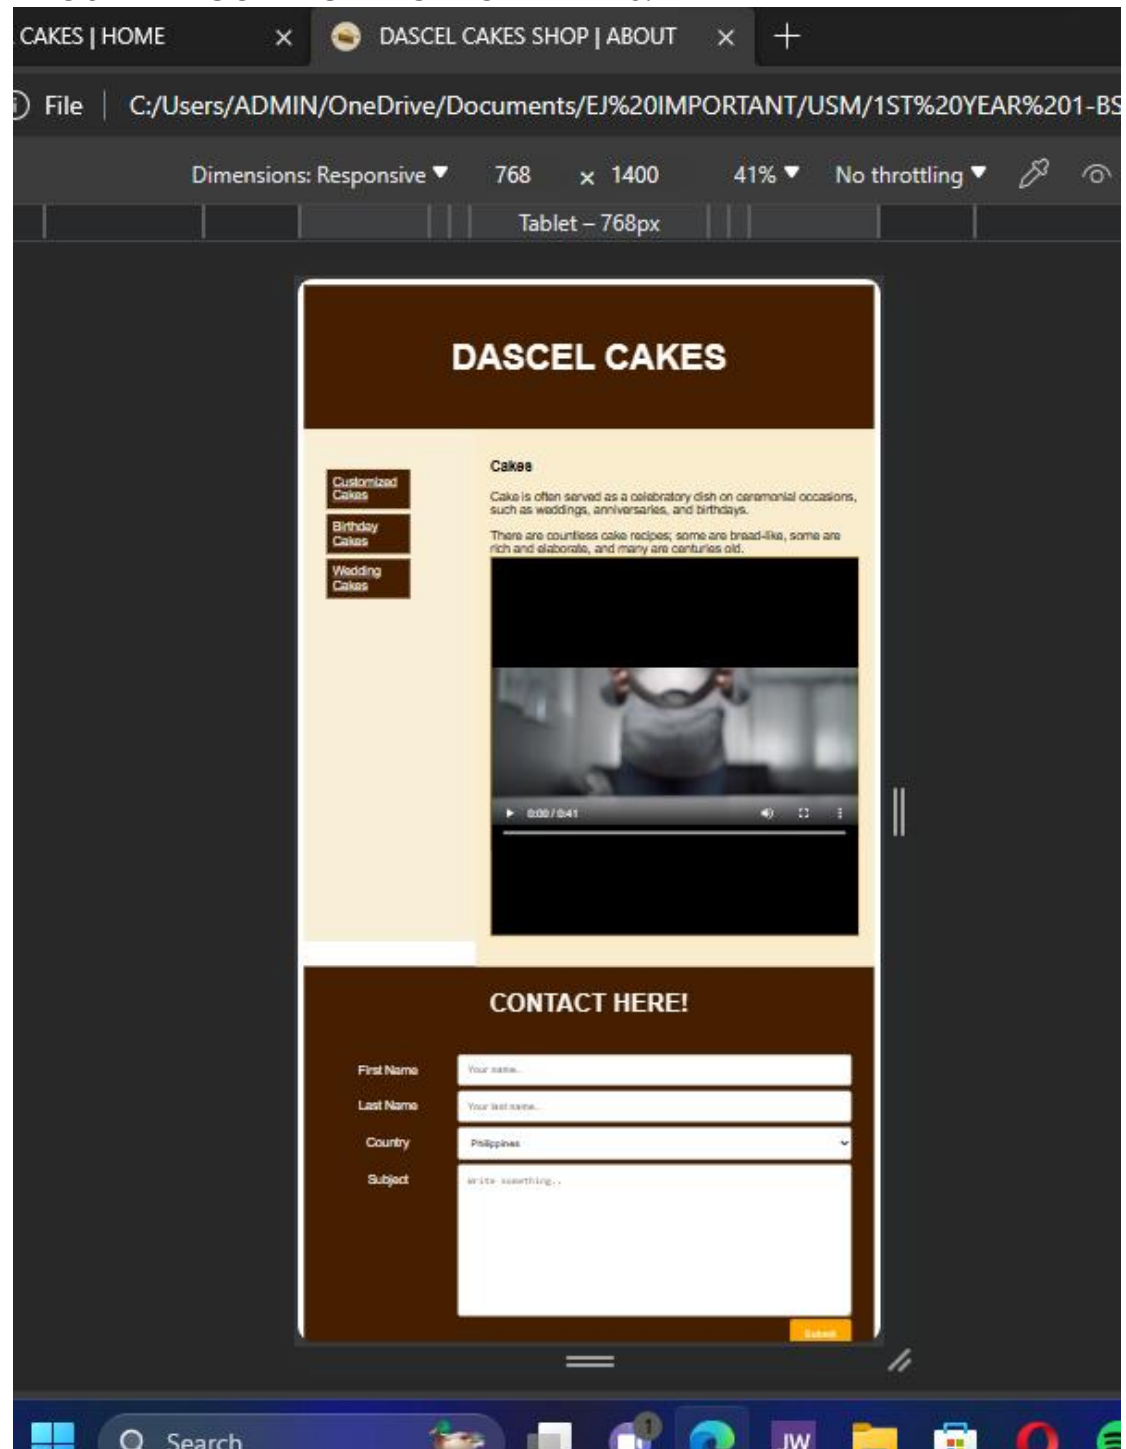 CAKES | HOME
DASCEL CAKES SHOP | ABOUT
File
C:/Users/ADMIN/OneDrive/Documents/EJ%20IMPORTANT/USM/1ST%20YEAR%201-BS
Dimensions: Responsive 768 × 1400 41% No throttling
Tablet – 768px
DASCEL CAKES
Customized
Cakes
Birthday
Cakes
Wedding
Cakes
Cakes
Cake is often served as a celebratory dish on ceremonial occasions,
such as weddings, anniversaries, and birthdays.
There are countless cake recipes; some are bread-like, some are
rich and elaborate, and many are centuries old.
0:00 / 0:41
CONTACT HERE!
First Name
Your name..
Last Name
Your last name..
Country
Philippines
Subject
Write something..
Submit
Search
1
JW